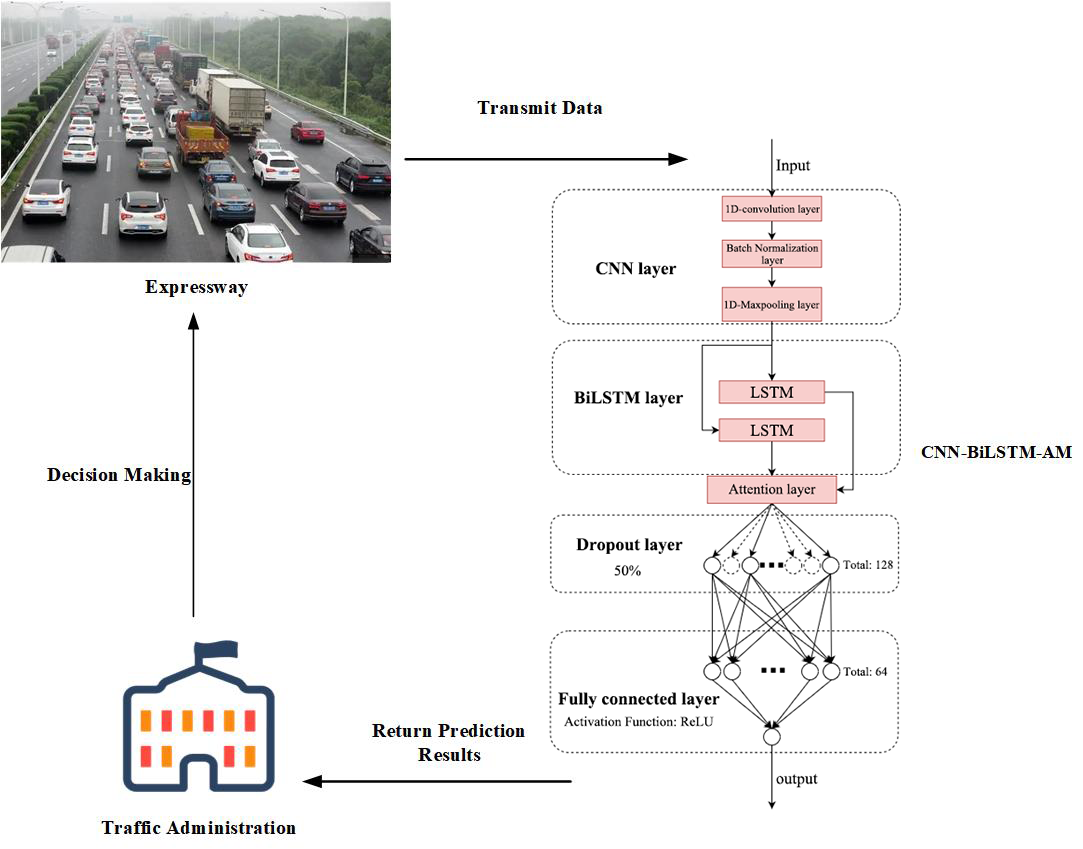 Transmit Data
Input
1D-convolution layer
Batch Normalization
layer
CNN layer
1D-Maxpooling layer
Expressway
LSTM
BiLSTM layer
LSTM
CNN-BiLSTM-AM
Decision Making
Attention layer
Dropout layer
50%
Total: 128
Total: 64
Fully connected layer
Activation Function: ReLU
Return Prediction
Results
output
Traffic Administration